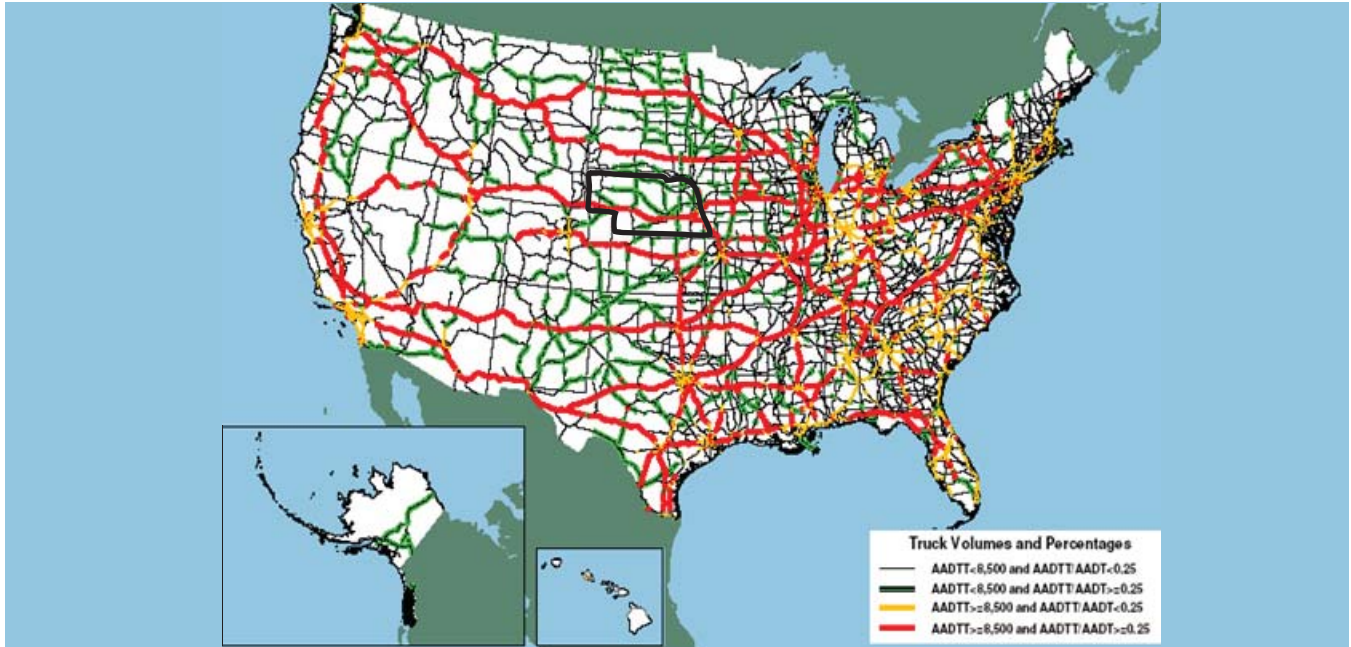 Truck Volumes and Percentages
AADTT<8,500 and AADTT/AADT<0.25
AADTT<8,500 and AADTT/AADT>=0.25
AADTT>=8,500 and AADTT/AADT<0.25
AADTT>=8,500 and AADTT/AADT>=0.25